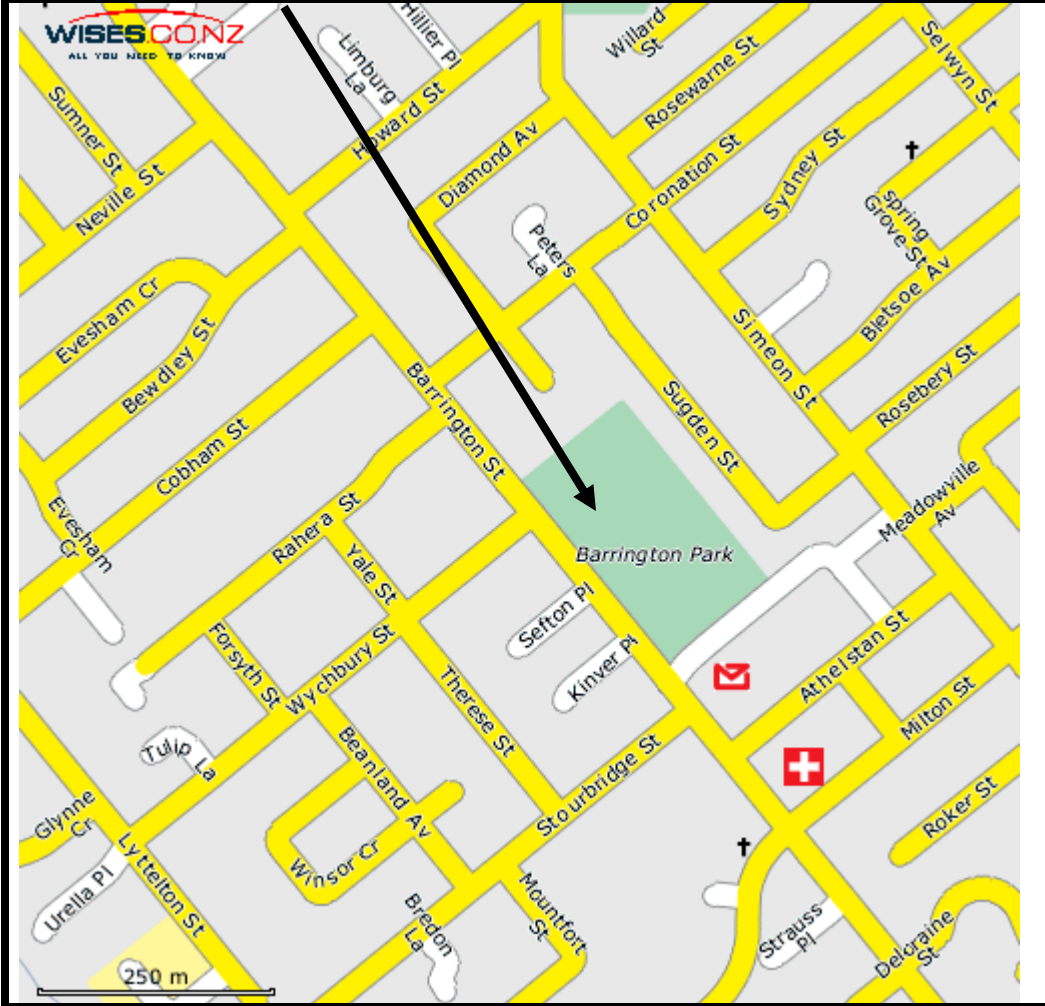 WISES.CO.NZ
ALL YOU NEED TO KNOW
Hillier Pl
Willard
St
Selwyn St
Limburg
La
Rosewarne St
Sumner St
Howard St
Diamond Av
Coronation St
Sydney St
Neville St
Spring
Grove St
Peters
La
Bletsoe Av
Evesham Cr
Simeon St
Bewdley St
Barrington St
Rosebery St
Sugden St
Cobham St
Meadowville
Av
Evesham
Cr
Rahera St
Yale St
Barrington Park
Sefton Pl
Kinver Pl
Forsyth St
Wychbury St
Athelstan St
Therese St
Milton St
Tulip La
Beanland Av
Stourbridge St
Glynne
Cr
Roker St
Winsor Cr
Lyttelton St
Urella Pl
Mountfort
St
Bredon
La
Strauss
Pl
Delcraine
St
250 m